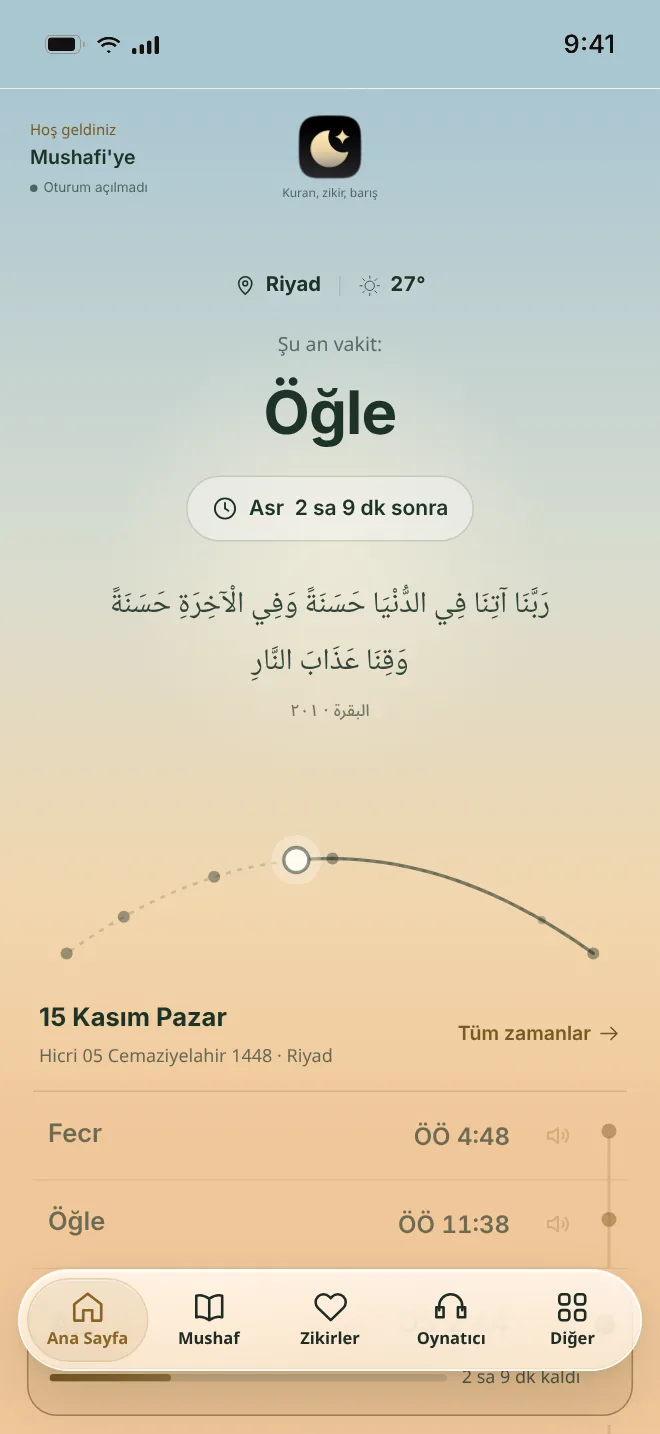 9:41
Hoş geldiniz
Mushafi'ye
Oturum açılmadı
Kuran, zikir, barış
Riyad
27°
Şu an vakit:
Öğle
Asr 2 sa 9 dk sonra
رَبَّنَا آتِنَا فِي الدُّنْيَا حَسَنَةً وَفِي الْآخِرَةِ حَسَنَةً
وَقِنَا عَذَابَ النَّارِ
البقرة · ٢٠١
15 Kasım Pazar
Tüm zamanlar →
Hicri 05 Cemaziyelahir 1448 · Riyad
Fecr ÖÖ 4:48
Öğle ÖÖ 11:38
Ana Sayfa
Mushaf
Zikirler
Oynatıcı
Diğer
2 sa 9 dk kaldı